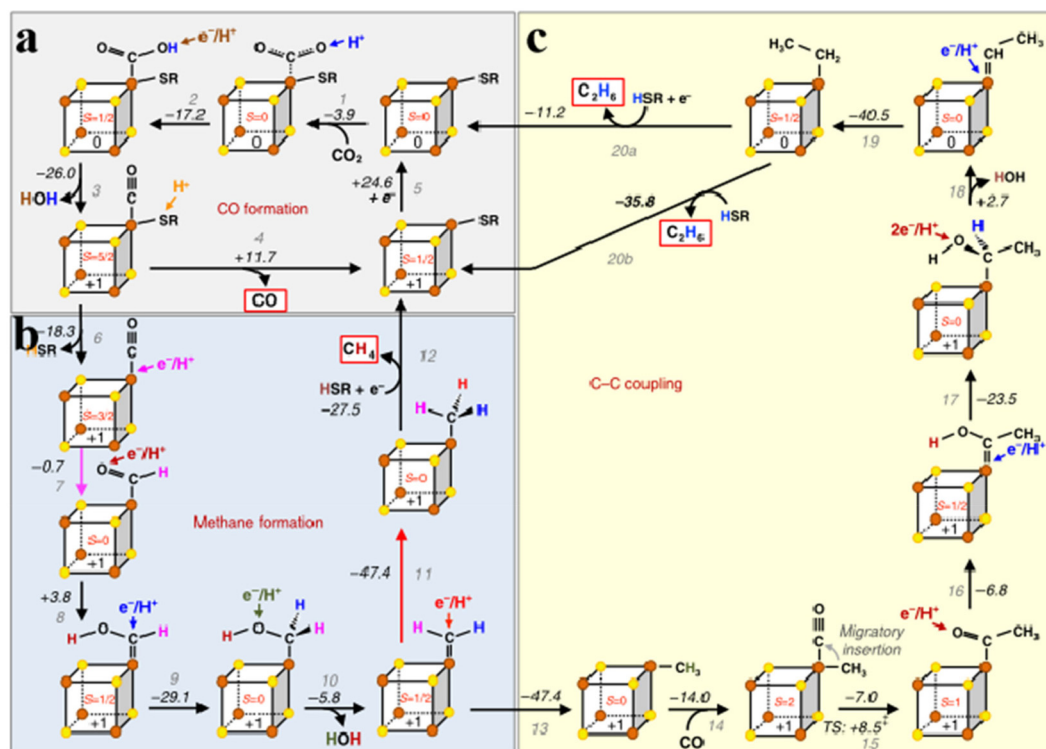 a
O
OH
e⁻/H⁺
C
SR
S=1/2
0
2
−17.2
O
O
H⁺
C
SR
S=0
0
1
−3.9
CO₂
SR
S=0
0
−11.2
C₂H₆
HSR + e⁻
20a
H₃C
CH₂
S=1/2
0
−40.5
19
e⁻/H⁺
CH₃
CH
S=0
0
c
−26.0
HOH
3
O
C
H⁺
SR
S=5/2
+1
CO formation
4
+11.7
CO
+24.6
+ e⁻
5
SR
S=1/2
−35.8
C₂H₆
HSR
20b
18
HOH
+2.7
2e⁻/H⁺
H
O
H
C
CH₃
S=0
+1
b
−18.3
HSR
6
O
C
e⁻/H⁺
S=3/2
+1
−0.7
7
e⁻/H⁺
O
C
H
S=0
+1
Methane formation
CH₄
12
HSR + e⁻
−27.5
H
H
C
H
S=0
+1
−47.4
11
C–C coupling
17
−23.5
H
O
C
CH₃
e⁻/H⁺
S=1/2
+1
16
−6.8
+3.8
8
e⁻/H⁺
H
O
C
H
S=1/2
+1
9
−29.1
e⁻/H⁺
H
O
H
C
H
S=0
+1
10
−5.8
HOH
e⁻/H⁺
H
C
H
S=1/2
+1
−47.4
13
CH₃
S=0
+1
−14.0
CO
14
O
C
CH₃
Migratory
insertion
S=2
+1
−7.0
TS: +8.5‡
15
e⁻/H⁺
O
C
CH₃
S=1
+1